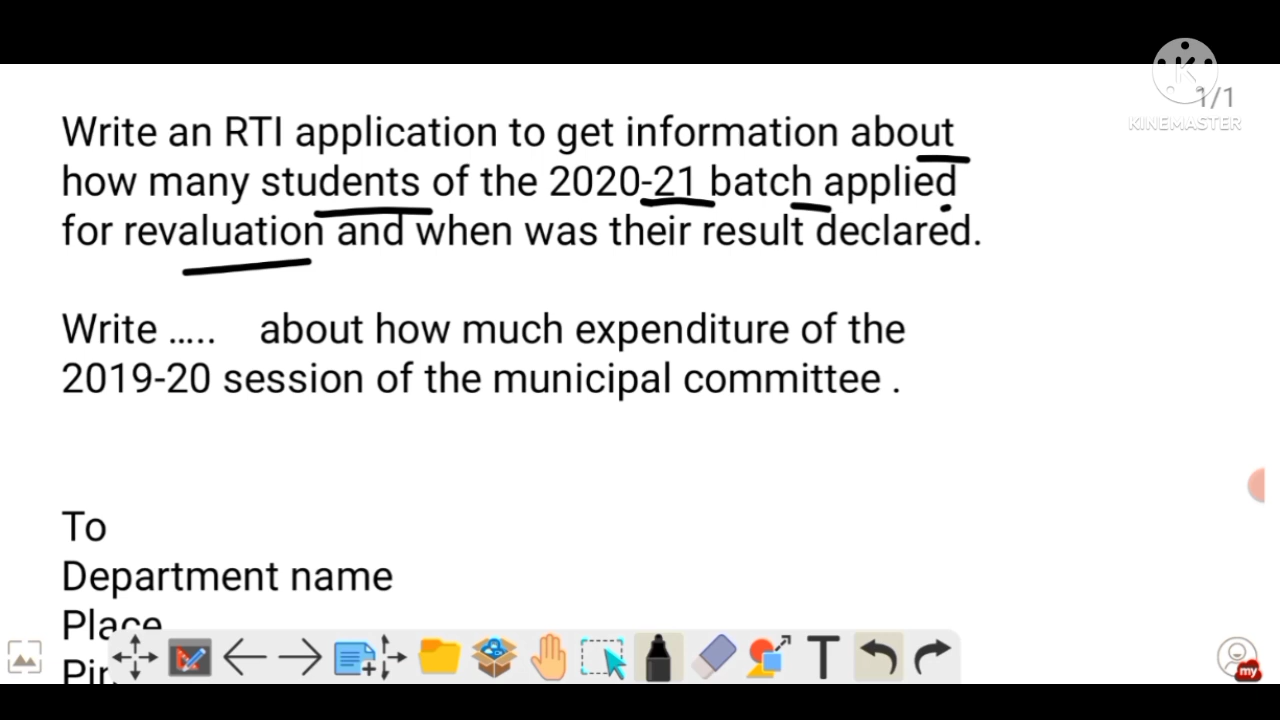 KINEMASTER
1/1
Write an RTI application to get information about
how many students of the 2020-21 batch applied
for revaluation and when was their result declared.
Write ..... about how much expenditure of the
2019-20 session of the municipal committee .
To
Department name
Place
T
my